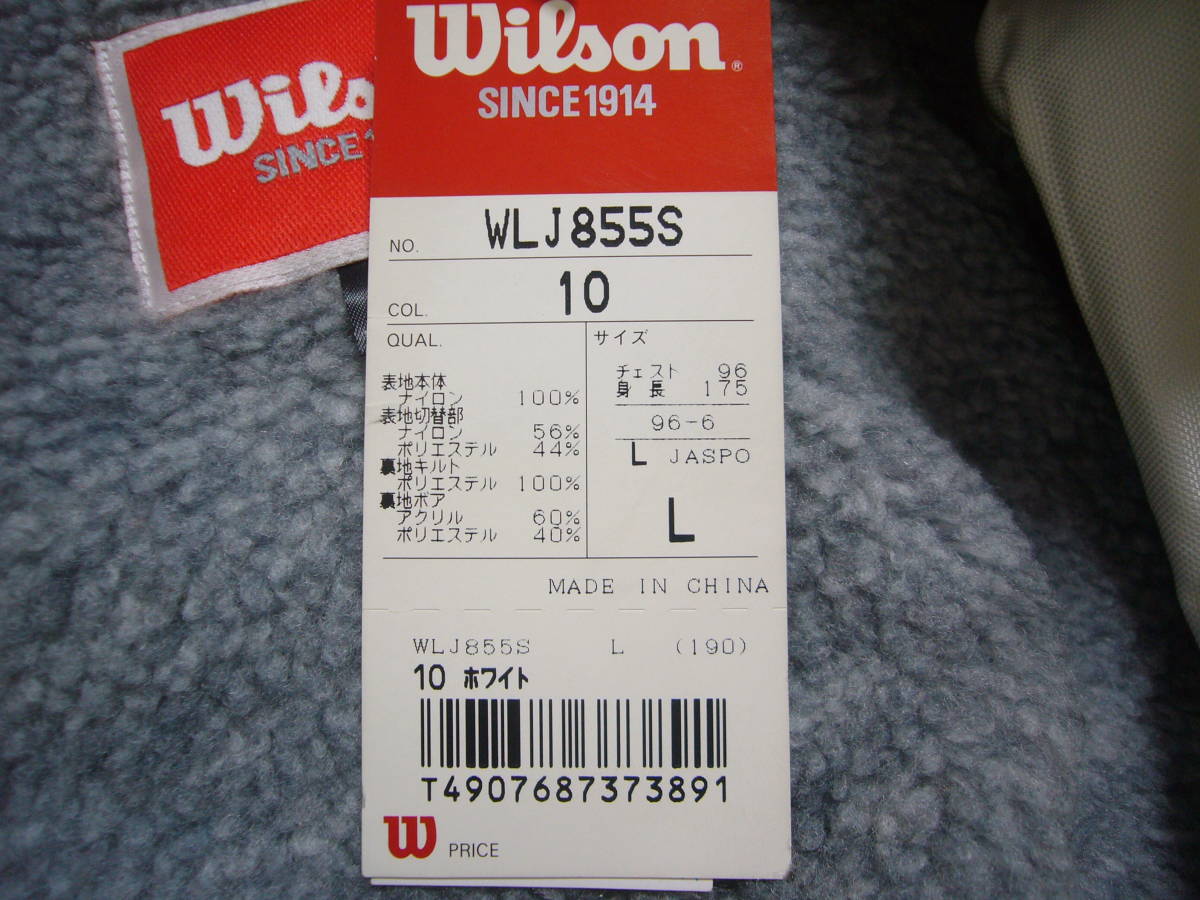 Wils
SINCE1
Wilson®
SINCE1914
NO. WLJ855S
COL. 10
QUAL.
表地本体
ナイロン 100%
表地切替部
ナイロン 56%
ポリエステル 44%
裏地キルト
ポリエステル 100%
裏地ボア
アクリル 60%
ポリエステル 40%
サイズ
チェスト 96
身長 175
96-6
L JASPO
L
MADE IN CHINA
WLJ855S L (190)
10 ホワイト
T4907687373891
W PRICE